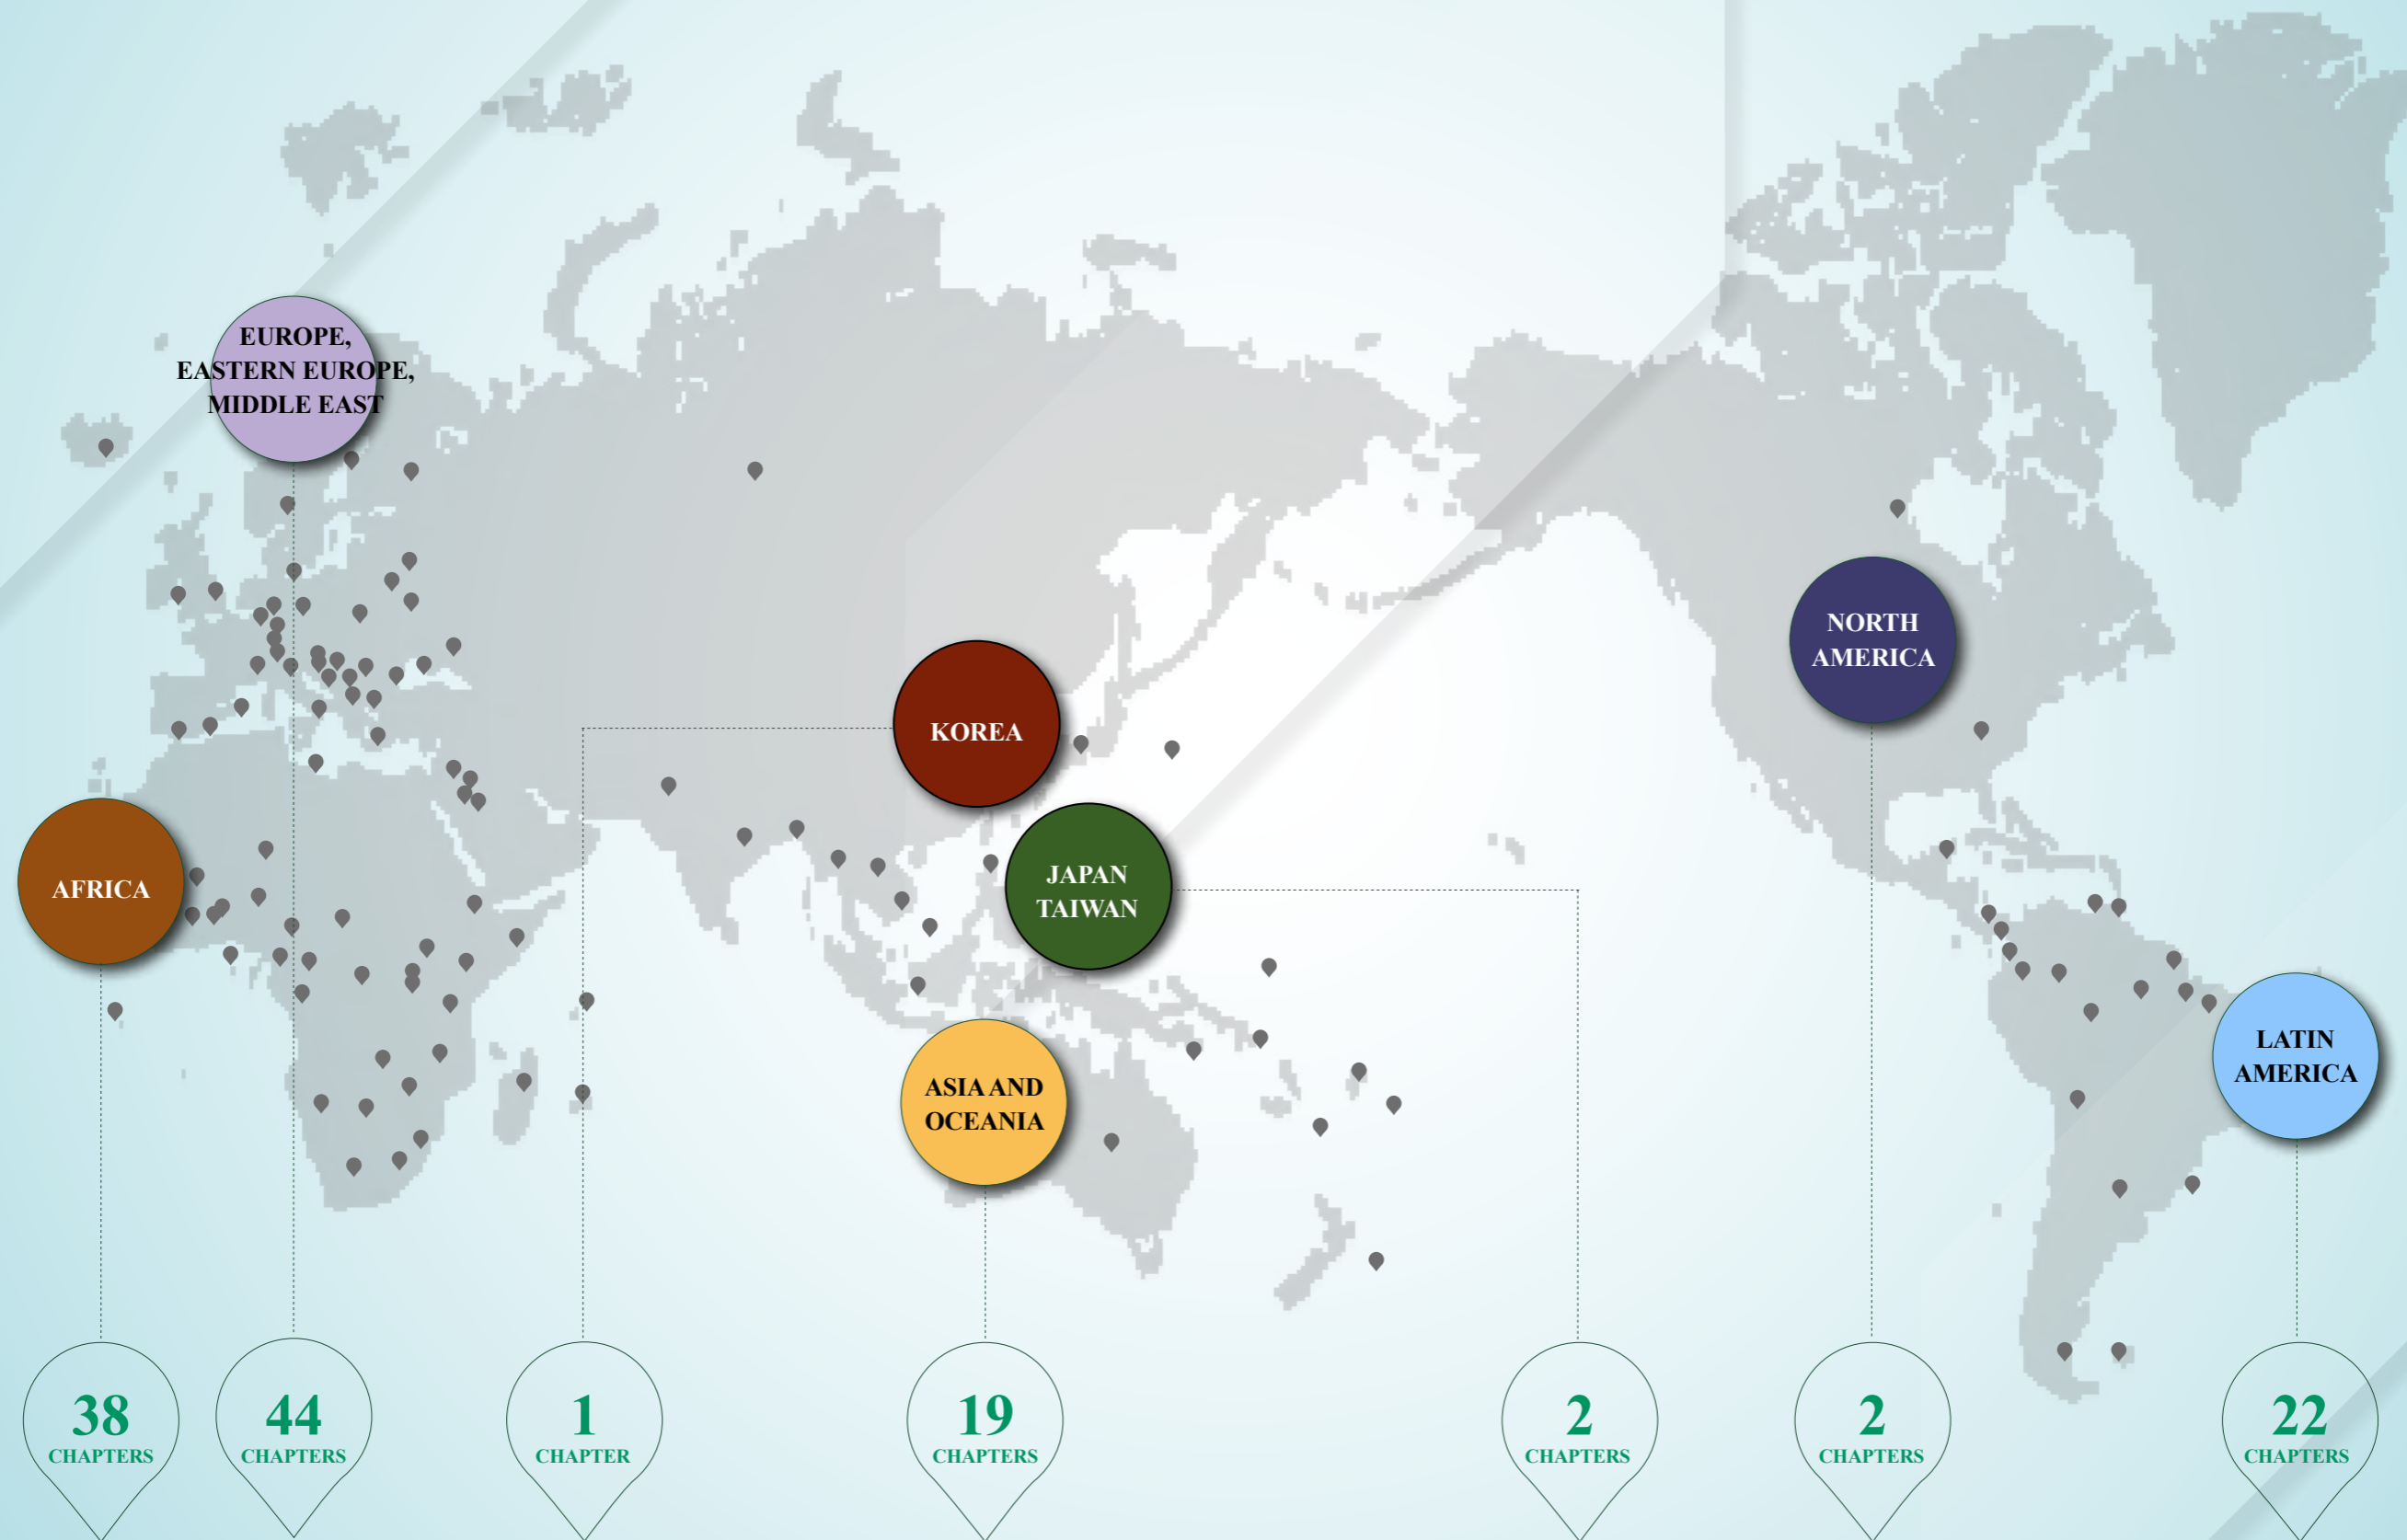 EUROPE,
EASTERN EUROPE,
MIDDLE EAST
NORTH
AMERICA
KOREA
AFRICA
JAPAN
TAIWAN
LATIN
AMERICA
ASIA AND
OCEANIA
38
CHAPTERS
44
CHAPTERS
1
CHAPTER
19
CHAPTERS
2
CHAPTERS
2
CHAPTERS
22
CHAPTERS